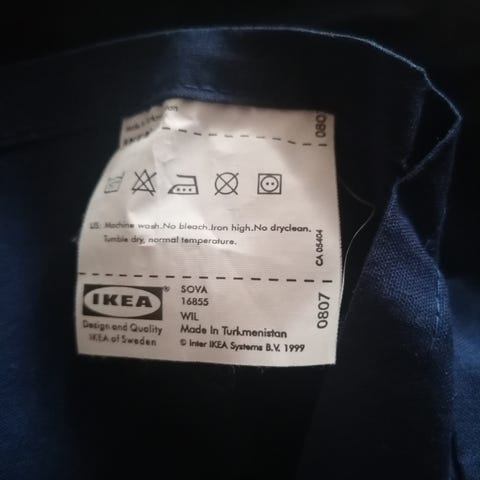 0807
US: Machine wash.No bleach.Iron high.No dryclean.
Tumble dry, normal temperature.
CA 05404
IKEA®
Design and Quality
IKEA of Sweden
SOVA
16855
WIL
Made In Turkmenistan
© Inter IKEA Systems B.V. 1999
0807